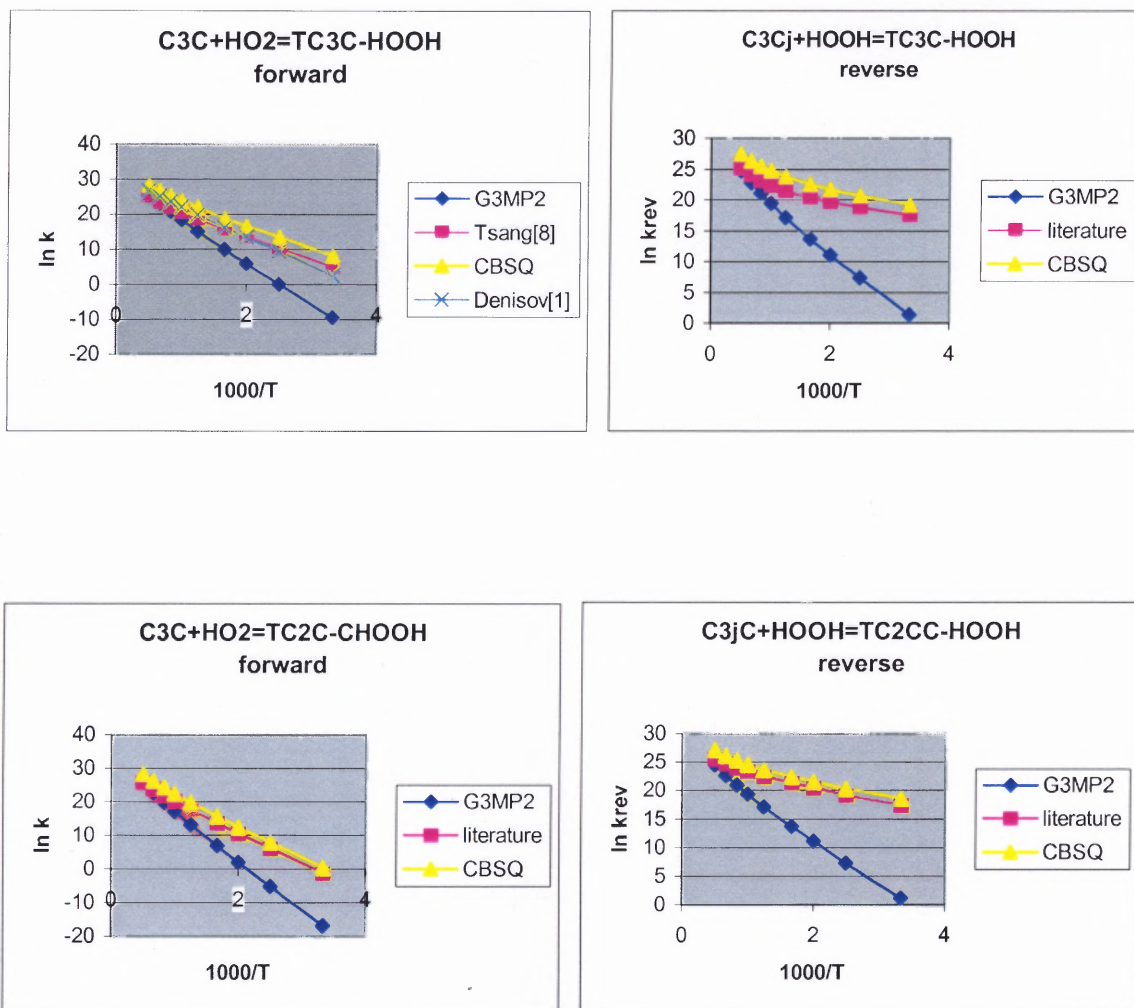 C3C+HO2=TC3C-HOOH
forward
40
30
20
10
0
-10
-20
0
2
4
ln k
1000/T
G3MP2
Tsang[8]
CBSQ
Denisov[1]
C3Cj+HOOH=TC3C-HOOH
reverse
30
25
20
15
10
5
0
0
2
4
ln krev
1000/T
G3MP2
literature
CBSQ
C3C+HO2=TC2C-CHOOH
forward
40
30
20
10
0
-10
-20
0
2
4
ln k
1000/T
G3MP2
literature
CBSQ
C3jC+HOOH=TC2CC-HOOH
reverse
30
25
20
15
10
5
0
0
2
4
ln krev
1000/T
G3MP2
literature
CBSQ